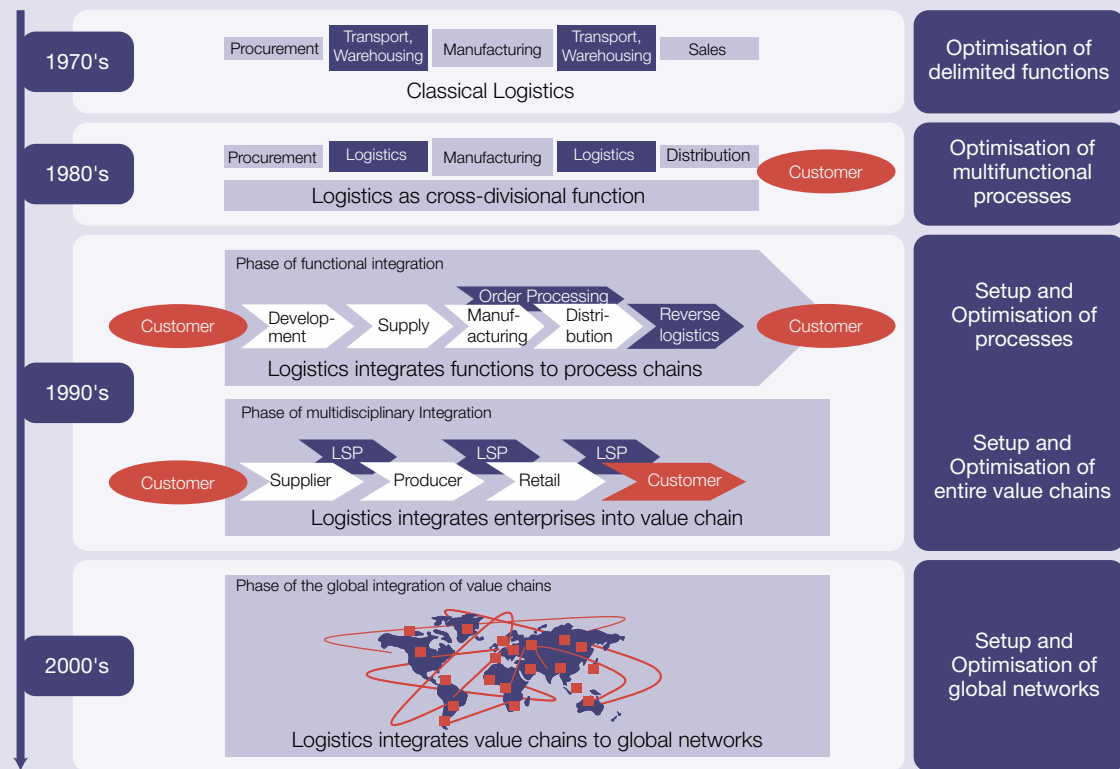 1970's
Procurement
Transport,
Warehousing
Manufacturing
Transport,
Warehousing
Sales
Classical Logistics
Optimisation of
delimited functions
1980's
Procurement
Logistics
Manufacturing
Logistics
Distribution
Customer
Logistics as cross-divisional function
Optimisation of
multifunctional
processes
1990's
Phase of functional integration
Customer
Develop-
ment
Supply
Order Processing
Manuf-
acturing
Distri-
bution
Reverse
logistics
Customer
Logistics integrates functions to process chains
Setup and
Optimisation of
processes
Phase of multidisciplinary Integration
Customer
LSP
LSP
LSP
Supplier
Producer
Retail
Customer
Logistics integrates enterprises into value chain
Setup and
Optimisation of
entire value chains
2000's
Phase of the global integration of value chains
Logistics integrates value chains to global networks
Setup and
Optimisation of
global networks